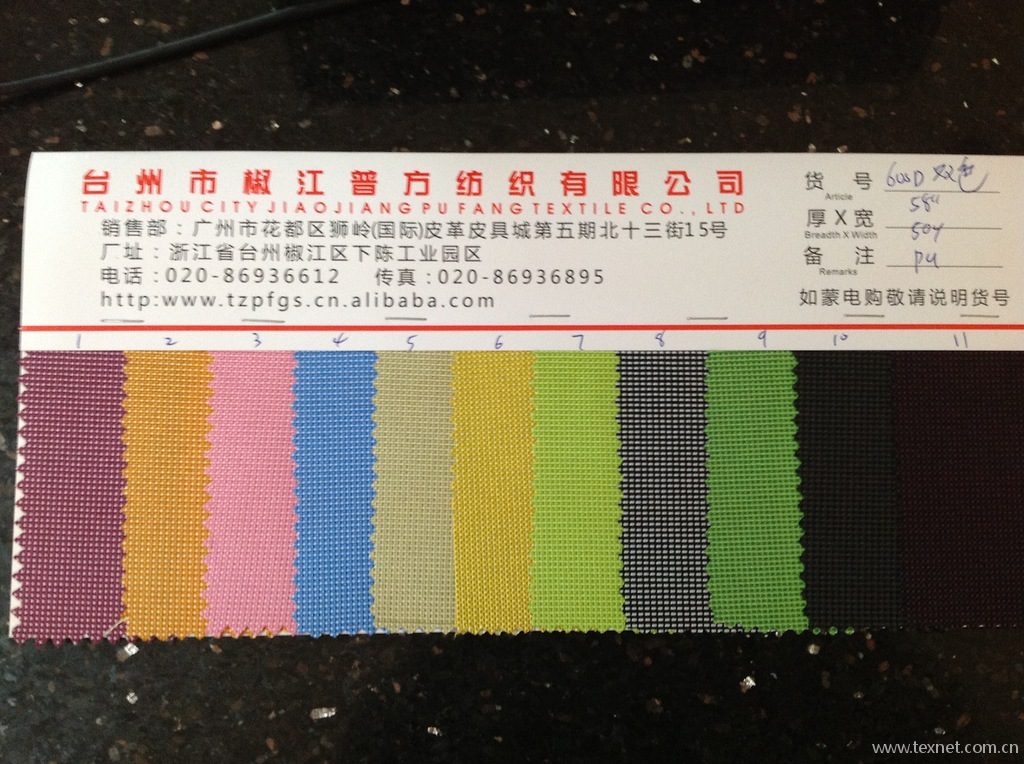 台州市椒江普方纺织有限公司
TAIZHOU CITY JIAOJIANG PU FANG TEXTILE CO., LTD
销售部：广州市花都区狮岭(国际)皮革皮具城第五期北十三街15号
厂址：浙江省台州椒江区下陈工业园区
电话：020-86936612 传真：020-86936895
http:www.tzpfgs.cn.alibaba.com
货号 600D 双色
Article
58"
厚X宽 50Y
Breadth X Width
备注 PU
Remarks
如蒙电购敬请说明货号
1 2 3 4 5 6 7 8 9 10 11
www.texnet.com.cn